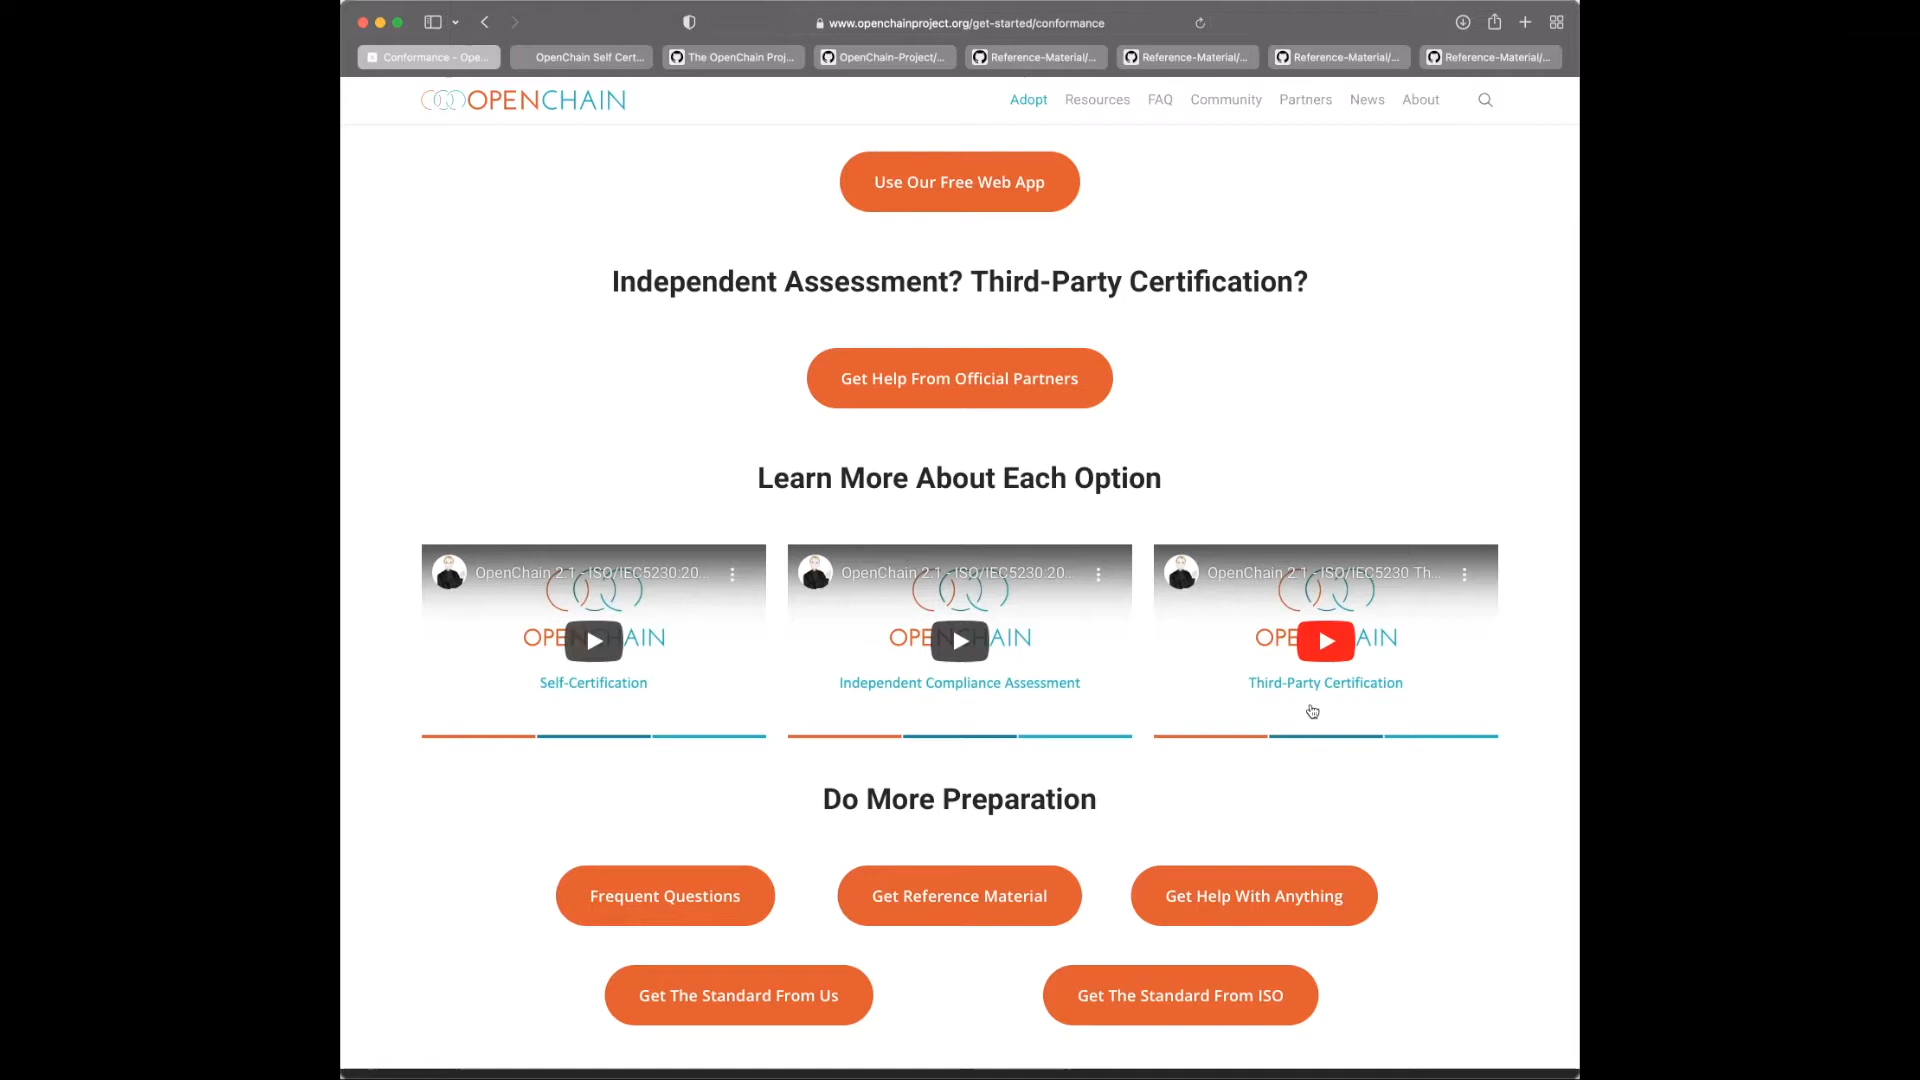 www.openchainproject.org/get-started/conformance
Conformance - Ope...
OpenChain Self Cert...
The OpenChain Proj...
OpenChain-Project/...
Reference-Material/...
Reference-Material/...
Reference-Material/...
Reference-Material/...
OPENCHAIN
Adopt
Resources
FAQ
Community
Partners
News
About
Use Our Free Web App
Independent Assessment? Third-Party Certification?
Get Help From Official Partners
Learn More About Each Option
OpenChain 2.1 - ISO/IEC5230:20...
Self-Certification
OpenChain 2.1 - ISO/IEC5230:20...
Independent Compliance Assessment
OpenChain 2.1 - ISO/IEC5230 Th...
Third-Party Certification
Do More Preparation
Frequent Questions
Get Reference Material
Get Help With Anything
Get The Standard From Us
Get The Standard From ISO